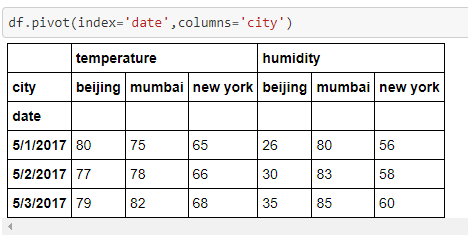 df.pivot(index='date',columns='city')
temperature humidity
city beijing mumbai new york beijing mumbai new york
date
5/1/2017 80 75 65 26 80 56
5/2/2017 77 78 66 30 83 58
5/3/2017 79 82 68 35 85 60